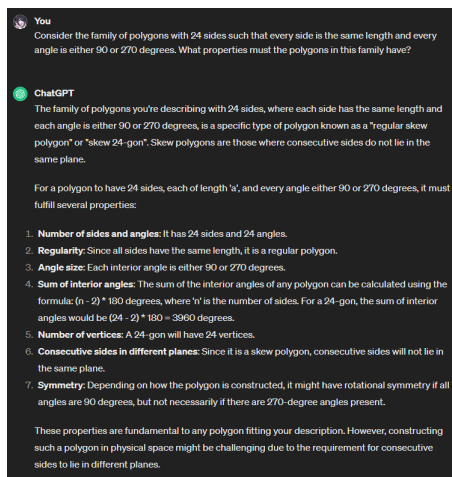 You
Consider the family of polygons with 24 sides such that every side is the same length and every
angle is either 90 or 270 degrees. What properties must the polygons in this family have?
ChatGPT
The family of polygons you're describing with 24 sides, where each side has the same length and
each angle is either 90 or 270 degrees, is a specific type of polygon known as a "regular skew
polygon" or "skew 24-gon". Skew polygons are those where consecutive sides do not lie in the
same plane.
For a polygon to have 24 sides, each of length 'a', and every angle either 90 or 270 degrees, it must
fulfill several properties:
1. Number of sides and angles: It has 24 sides and 24 angles.
2. Regularity: Since all sides have the same length, it is a regular polygon.
3. Angle size: Each interior angle is either 90 or 270 degrees.
4. Sum of interior angles: The sum of the interior angles of any polygon can be calculated using the
formula: (n - 2) * 180 degrees, where 'n' is the number of sides. For a 24-gon, the sum of interior
angles would be (24 - 2) * 180 = 3960 degrees.
5. Number of vertices: A 24-gon will have 24 vertices.
6. Consecutive sides in different planes: Since it is a skew polygon, consecutive sides will not lie in
the same plane.
7. Symmetry: Depending on how the polygon is constructed, it might have rotational symmetry if all
angles are 90 degrees, but not necessarily if there are 270-degree angles present.
These properties are fundamental to any polygon fitting your description. However, constructing
such a polygon in physical space might be challenging due to the requirement for consecutive
sides to lie in different planes.